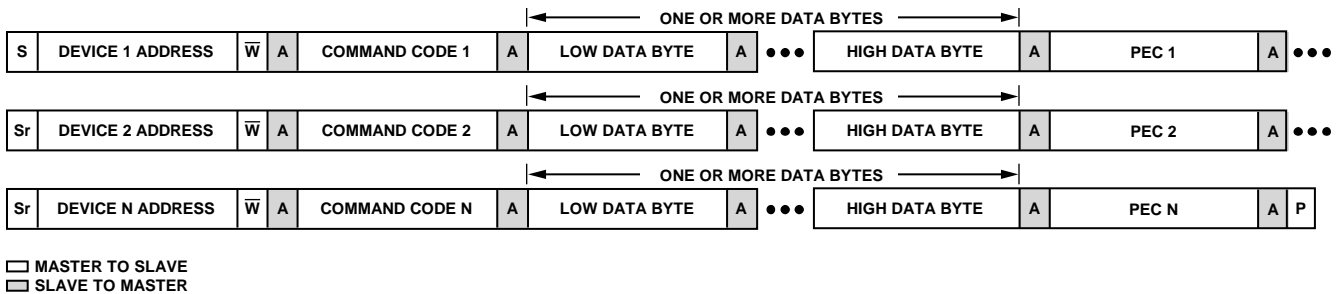 ONE OR MORE DATA BYTES
S DEVICE 1 ADDRESS W̅ A COMMAND CODE 1 A LOW DATA BYTE A ••• HIGH DATA BYTE A PEC 1 A •••
ONE OR MORE DATA BYTES
Sr DEVICE 2 ADDRESS W̅ A COMMAND CODE 2 A LOW DATA BYTE A ••• HIGH DATA BYTE A PEC 2 A •••
ONE OR MORE DATA BYTES
Sr DEVICE N ADDRESS W̅ A COMMAND CODE N A LOW DATA BYTE A ••• HIGH DATA BYTE A PEC N A P
MASTER TO SLAVE
SLAVE TO MASTER